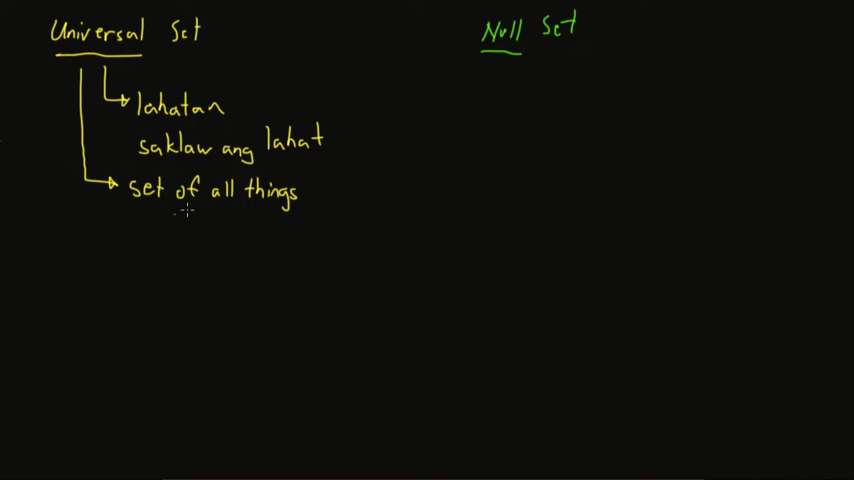 Universal Set
Null Set
lahatan
saklaw ang lahat
set of all things